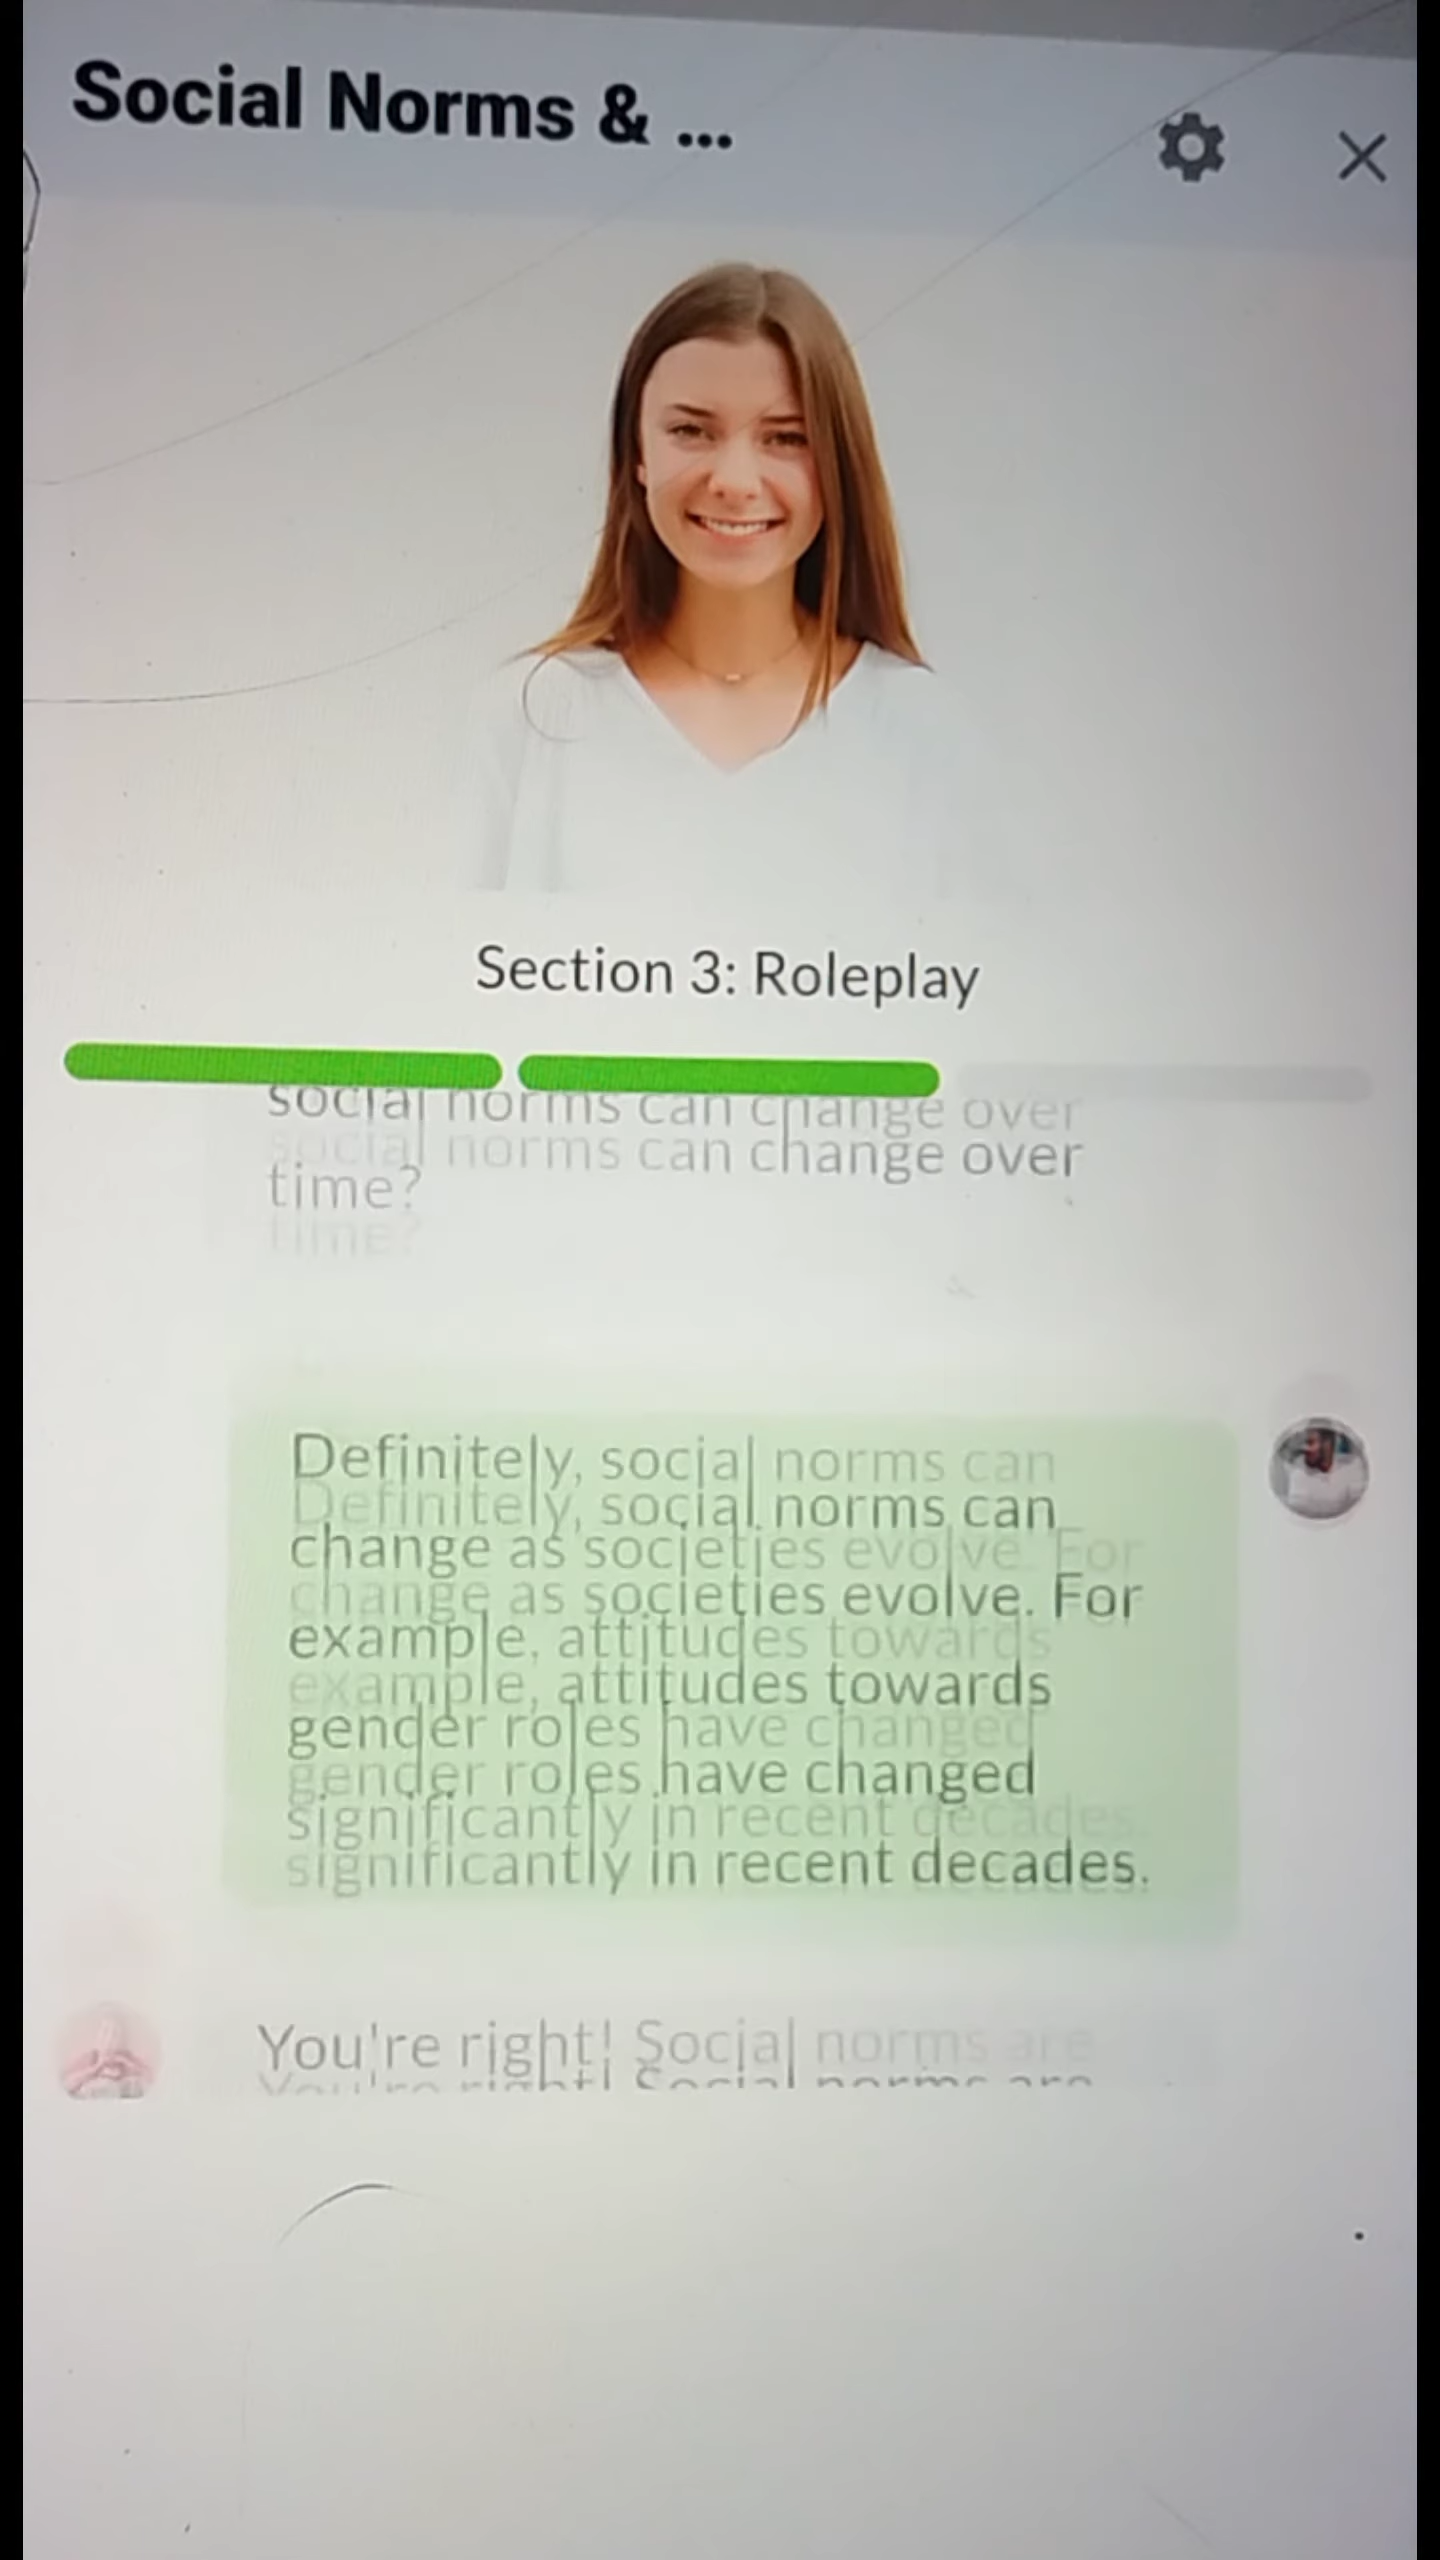 Social Norms & ...
Section 3: Roleplay
social norms can change over
time?
Definitely, social norms can
change as societies evolve. For
example, attitudes towards
gender roles have changed
significantly in recent decades.
You're right! Social norms are